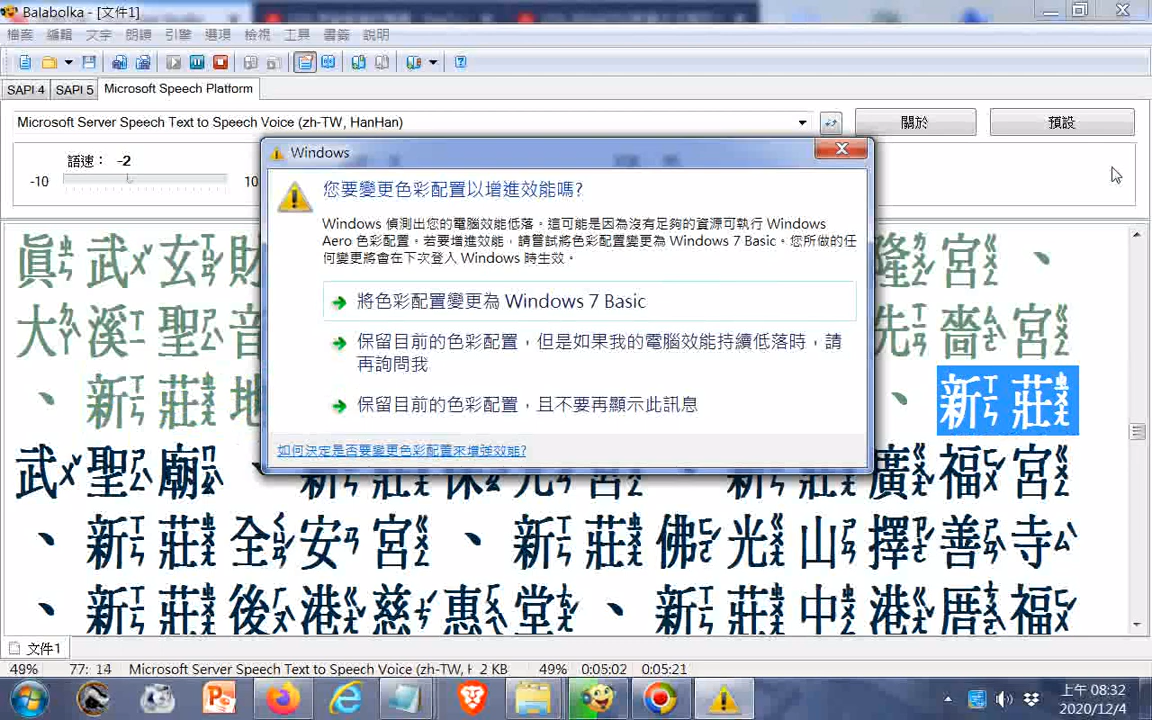 Balabolka - [文件1]
檔案 編輯 文字 朗讀 引擎 選項 檢視 工具 書籤 說明
SAPI 4 SAPI 5 Microsoft Speech Platform
Microsoft Server Speech Text to Speech Voice (zh-TW, HanHan)
關於 預設
語速： -2
-10 10
Windows
您要變更色彩配置以增進效能嗎?
Windows 偵測出您的電腦效能低落。這可能是因為沒有足夠的資源可執行 Windows
Aero 色彩配置。若要增進效能，請嘗試將色彩配置變更為 Windows 7 Basic。您所做的任
何變更將會在下次登入 Windows 時生效。
將色彩配置變更為 Windows 7 Basic
保留目前的色彩配置，但是如果我的電腦效能持續低落時，請
再詢問我
保留目前的色彩配置，且不要再顯示此訊息
如何決定是否要變更色彩配置來增強效能?
眞武玄財 隆宮、
大溪聖音 先嗇宮
、新莊地 、新莊
武聖廟、新莊保元宮、新莊廣福宮
、新莊全安宮、新莊佛光山擇善寺
、新莊後港慈惠堂、新莊中港厝福
文件1
49% 77: 14 Microsoft Server Speech Text to Speech Voice (zh-TW, H 2 KB 49% 0:05:02 0:05:21
上午 08:32
2020/12/4